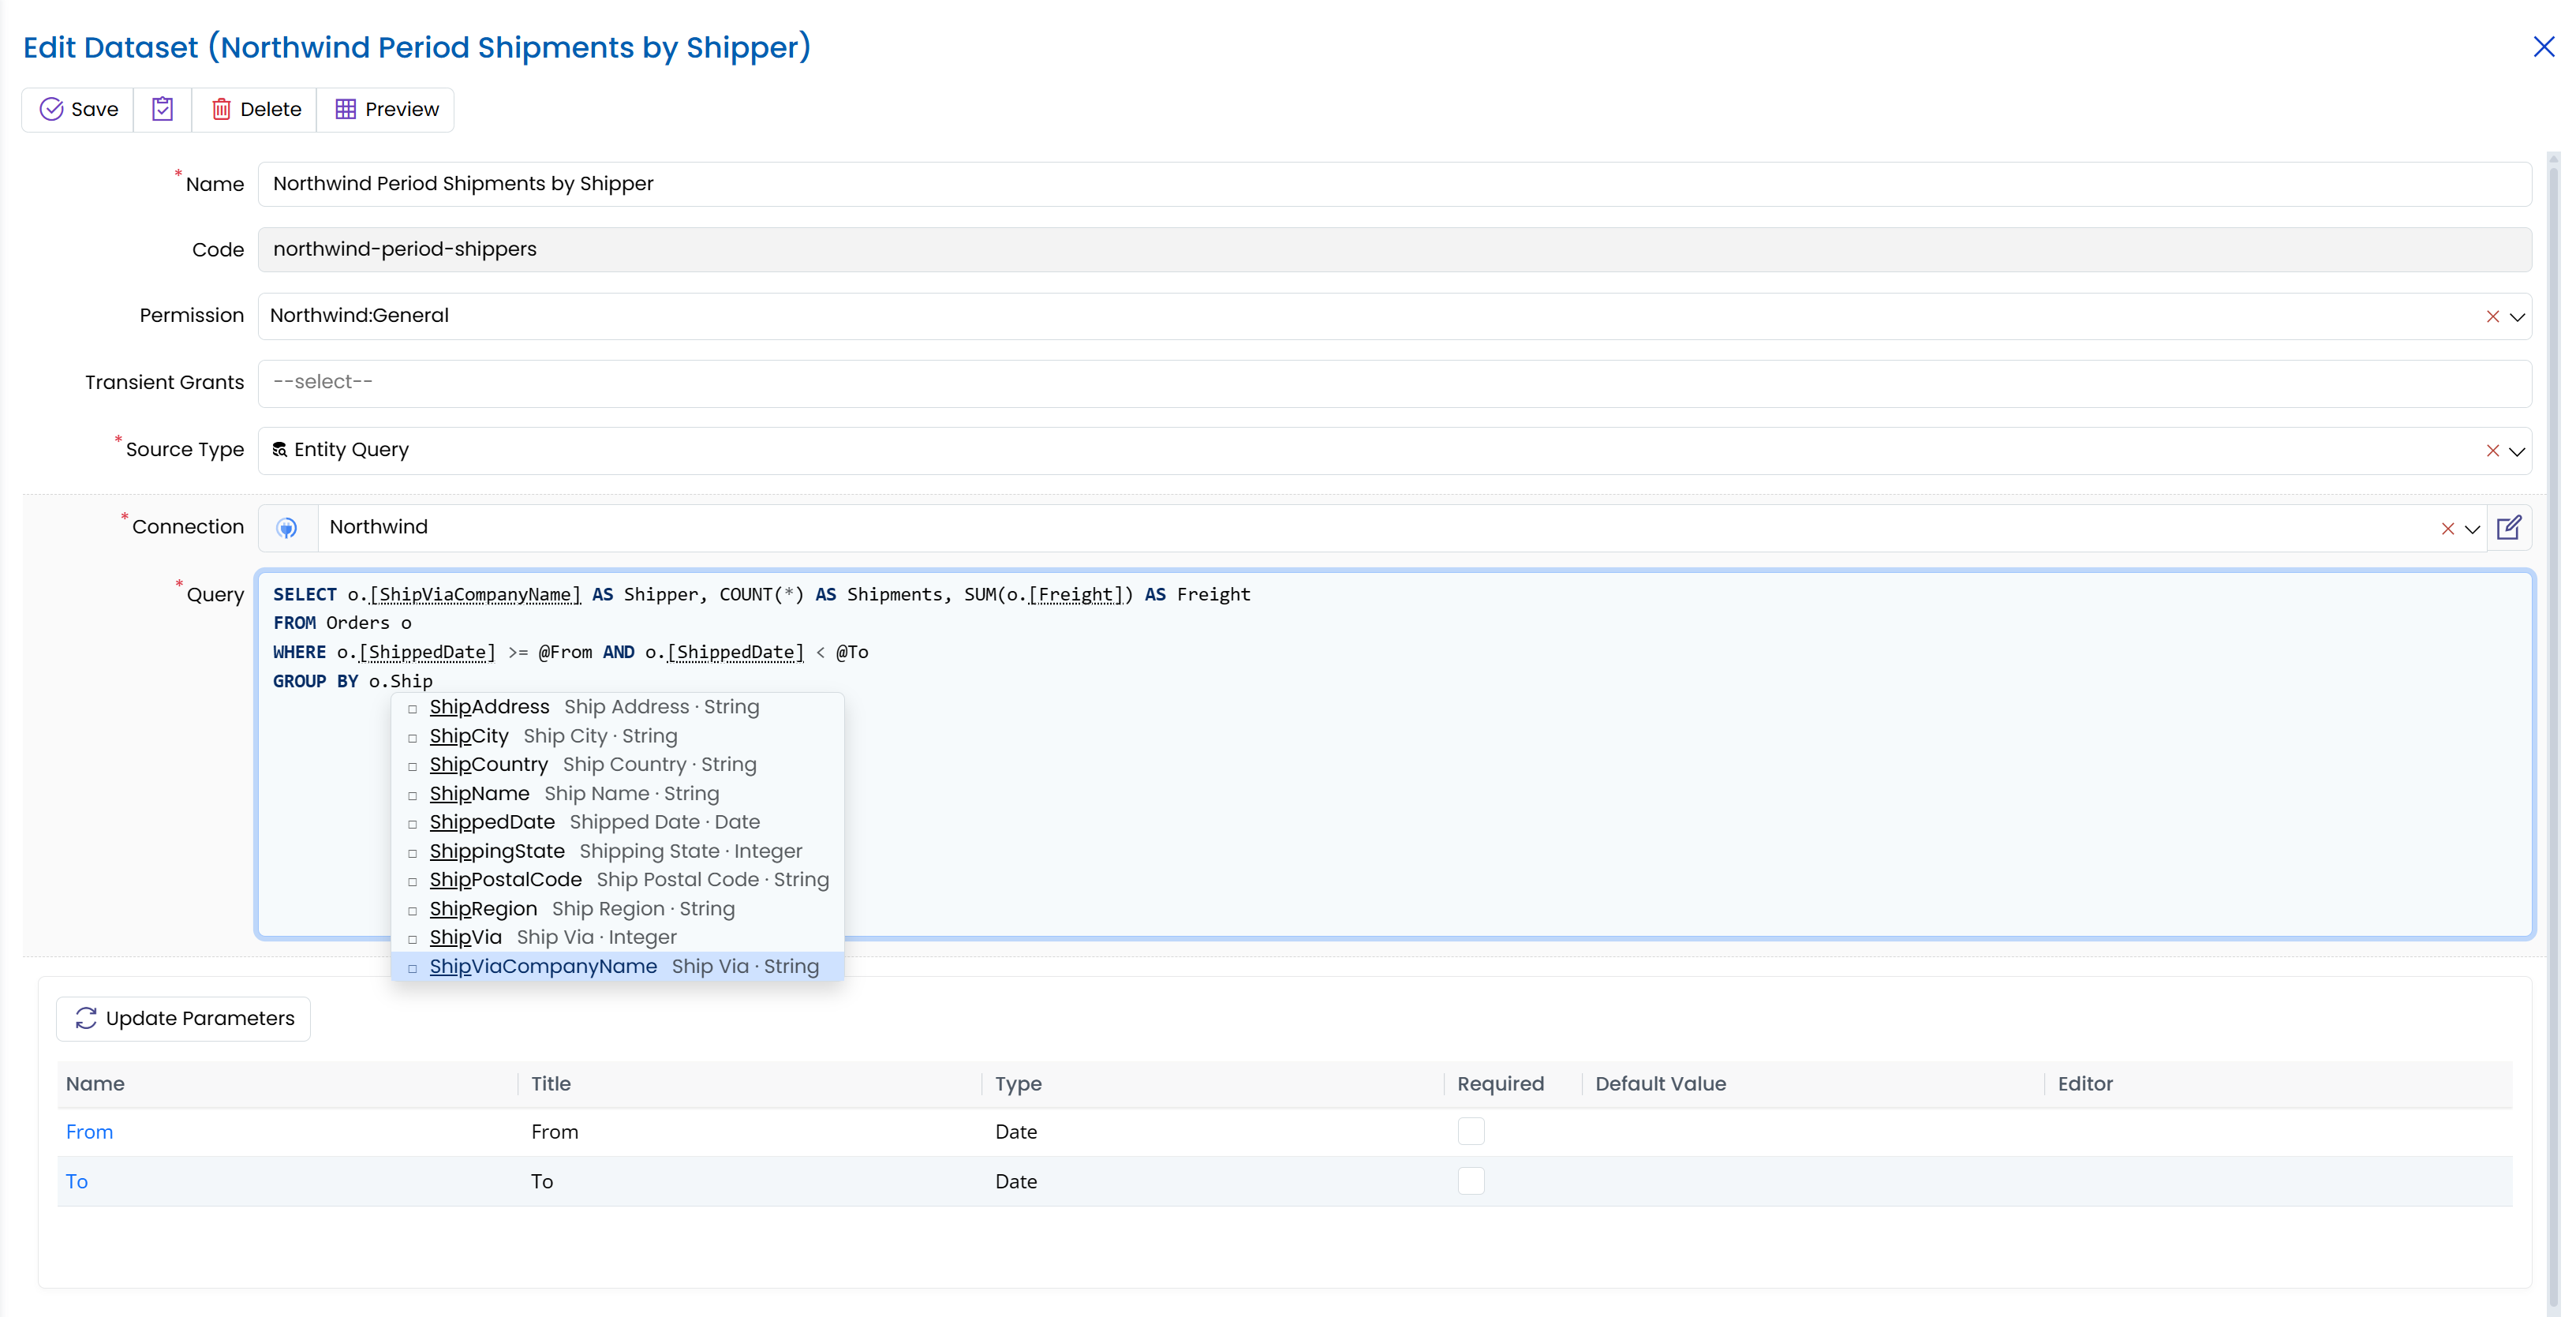 Edit Dataset (Northwind Period Shipments by Shipper)
Save Delete Preview
* Name Northwind Period Shipments by Shipper
Code northwind-period-shippers
Permission Northwind:General
Transient Grants --select--
* Source Type Entity Query
* Connection Northwind
* Query SELECT o.[ShipViaCompanyName] AS Shipper, COUNT(*) AS Shipments, SUM(o.[Freight]) AS Freight
FROM Orders o
WHERE o.[ShippedDate] >= @From AND o.[ShippedDate] < @To
GROUP BY o.Ship
ShipAddress Ship Address · String
ShipCity Ship City · String
ShipCountry Ship Country · String
ShipName Ship Name · String
ShippedDate Shipped Date · Date
ShippingState Shipping State · Integer
ShipPostalCode Ship Postal Code · String
ShipRegion Ship Region · String
ShipVia Ship Via · Integer
ShipViaCompanyName Ship Via · String
Update Parameters
Name Title Type Required Default Value Editor
From From Date
To To Date